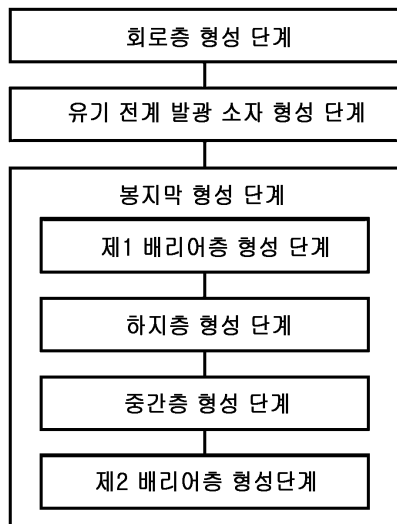 회로층 형성 단계
유기 전계 발광 소자 형성 단계
봉지막 형성 단계
제1 배리어층 형성 단계
하지층 형성 단계
중간층 형성 단계
제2 배리어층 형성단계